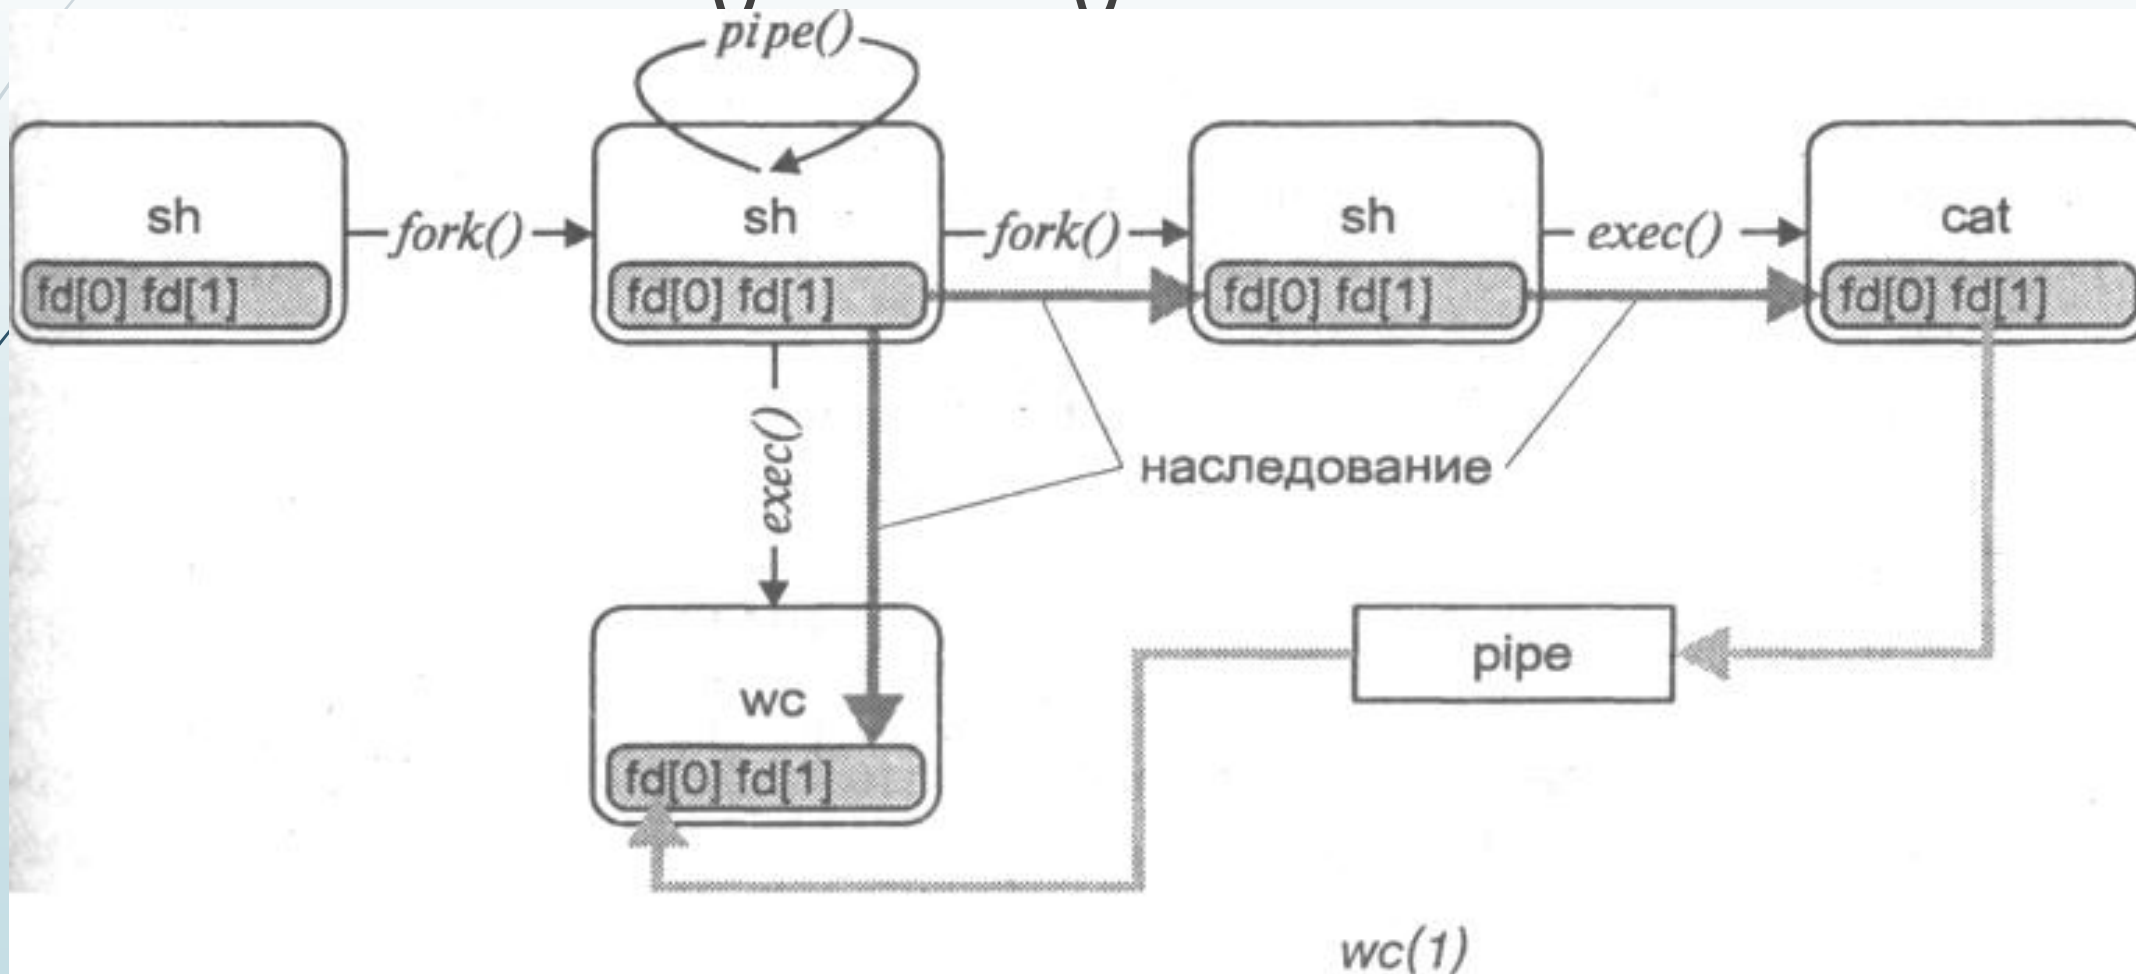 pipe()
sh
fork()
sh
fork()
sh
exec()
cat
fd[0] fd[1]
fd[0] fd[1]
fd[0] fd[1]
fd[0] fd[1]
exec()
наследование
pipe
wc
fd[0] fd[1]
wc(1)